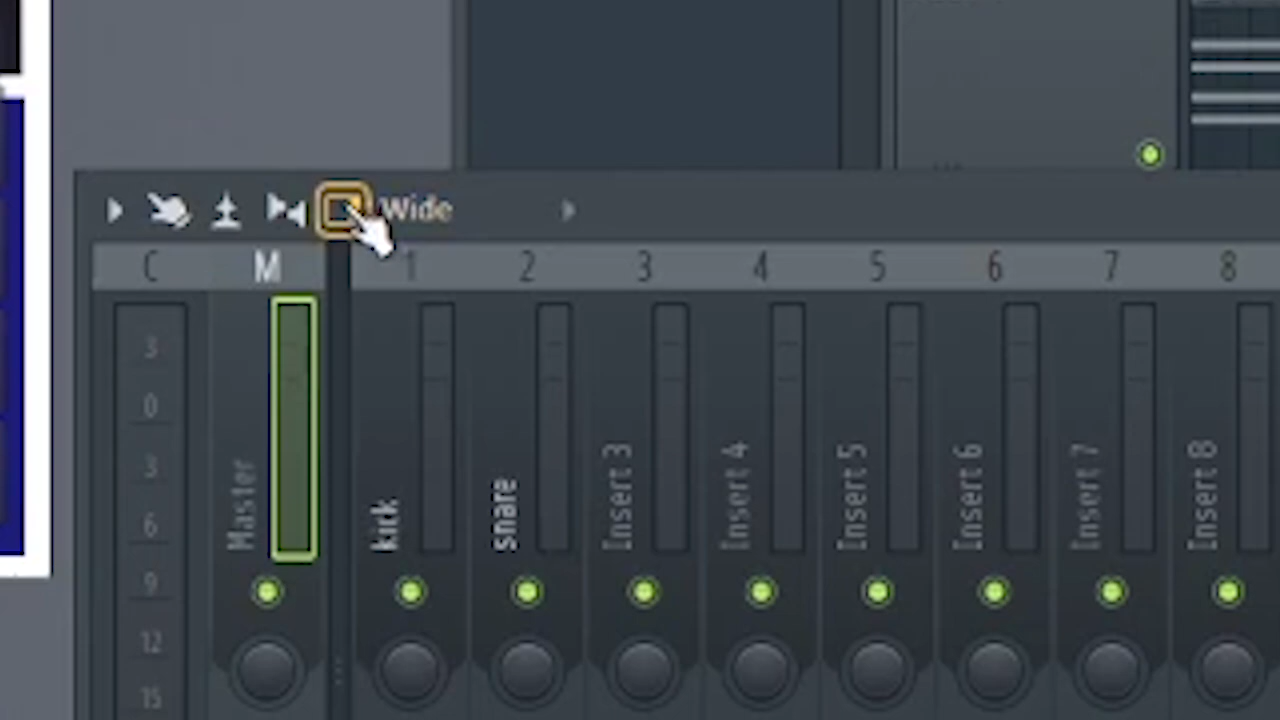 Wide
C M 1 2 3 4 5 6 7 8
3
0
3
6
9
12
15
Master
kick
snare
Insert 3
Insert 4
Insert 5
Insert 6
Insert 7
Insert 8